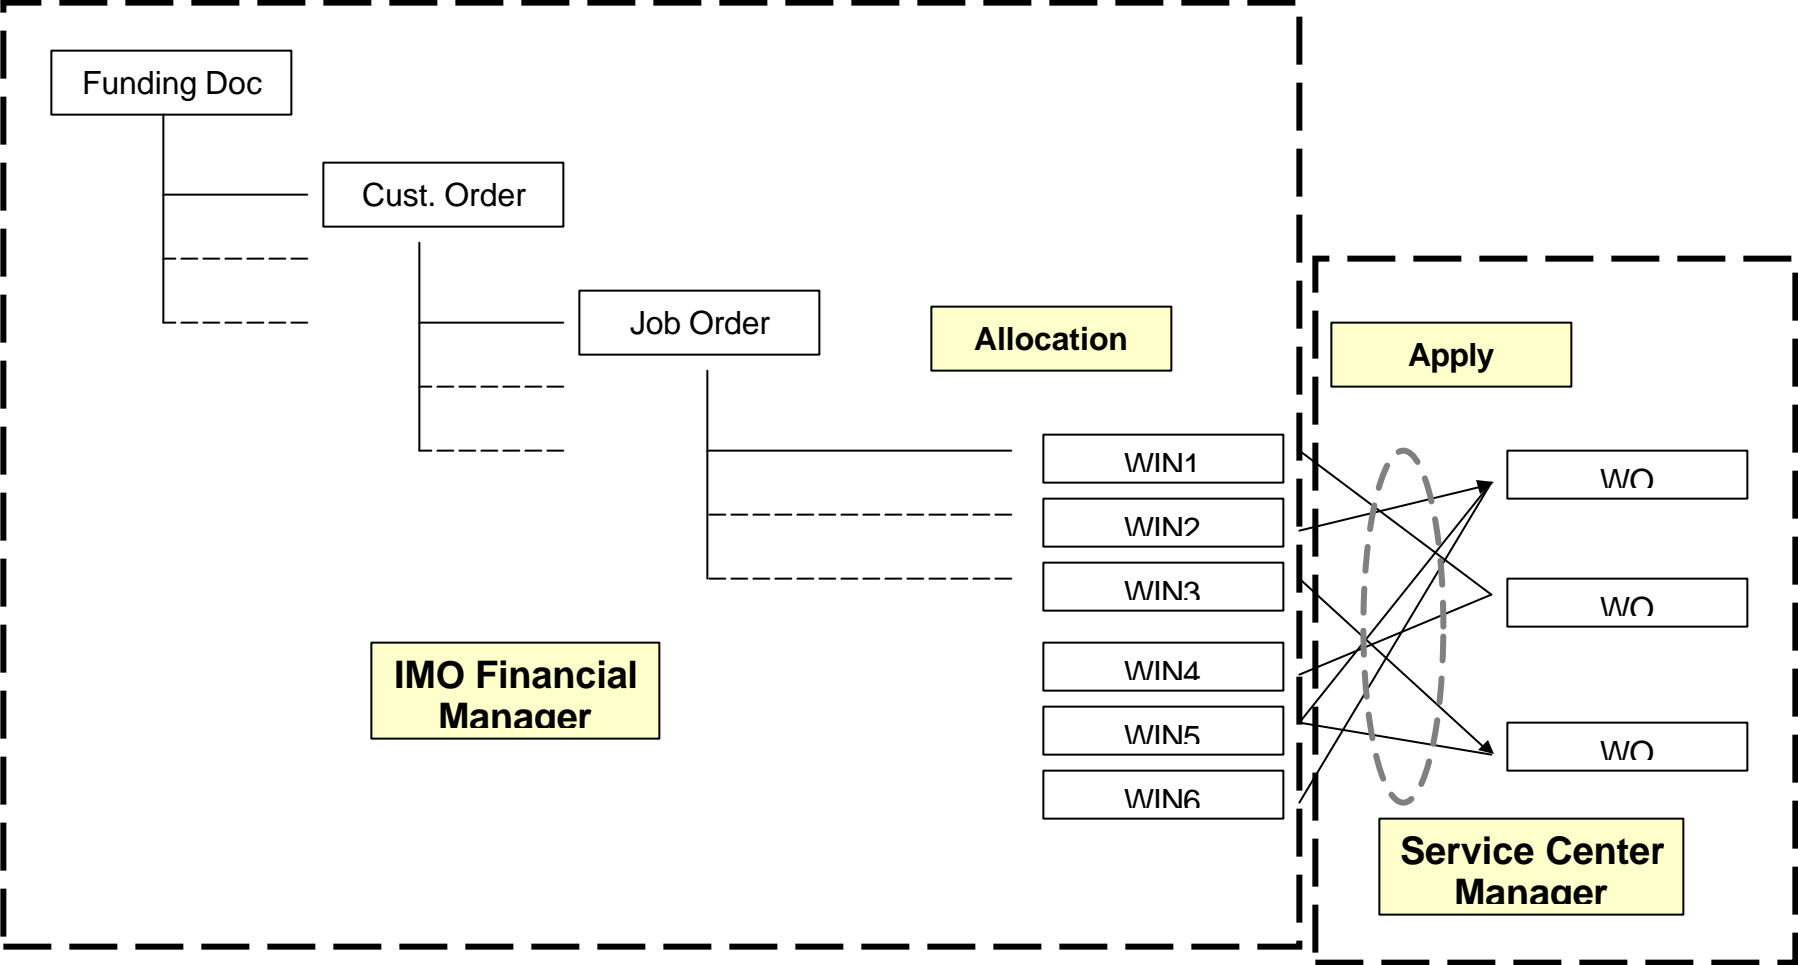 Funding Doc
Cust. Order
Job Order
Allocation
Apply
WIN1
WO
WIN2
WIN3
WO
WIN4
WIN5
WO
WIN6
IMO Financial
Manager
Service Center
Manager